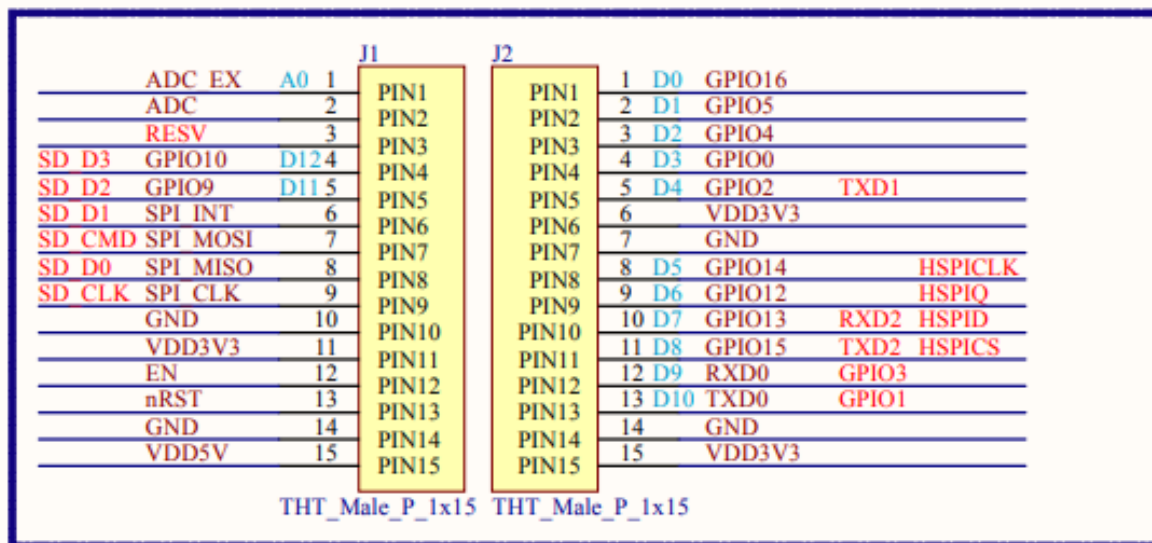 J1 J2
ADC_EX A0 1 PIN1 PIN1 1 D0 GPIO16
ADC 2 PIN2 PIN2 2 D1 GPIO5
RESV 3 PIN3 PIN3 3 D2 GPIO4
SD_D3 GPIO10 D12 4 PIN4 PIN4 4 D3 GPIO0
SD_D2 GPIO9 D11 5 PIN5 PIN5 5 D4 GPIO2 TXD1
SD_D1 SPI_INT 6 PIN6 PIN6 6 VDD3V3
SD_CMD SPI_MOSI 7 PIN7 PIN7 7 GND
SD_D0 SPI_MISO 8 PIN8 PIN8 8 D5 GPIO14 HSPICLK
SD_CLK SPI_CLK 9 PIN9 PIN9 9 D6 GPIO12 HSPIQ
GND 10 PIN10 PIN10 10 D7 GPIO13 RXD2 HSPID
VDD3V3 11 PIN11 PIN11 11 D8 GPIO15 TXD2 HSPICS
EN 12 PIN12 PIN12 12 D9 RXD0 GPIO3
nRST 13 PIN13 PIN13 13 D10 TXD0 GPIO1
GND 14 PIN14 PIN14 14 GND
VDD5V 15 PIN15 PIN15 15 VDD3V3
THT_Male_P_1x15 THT_Male_P_1x15